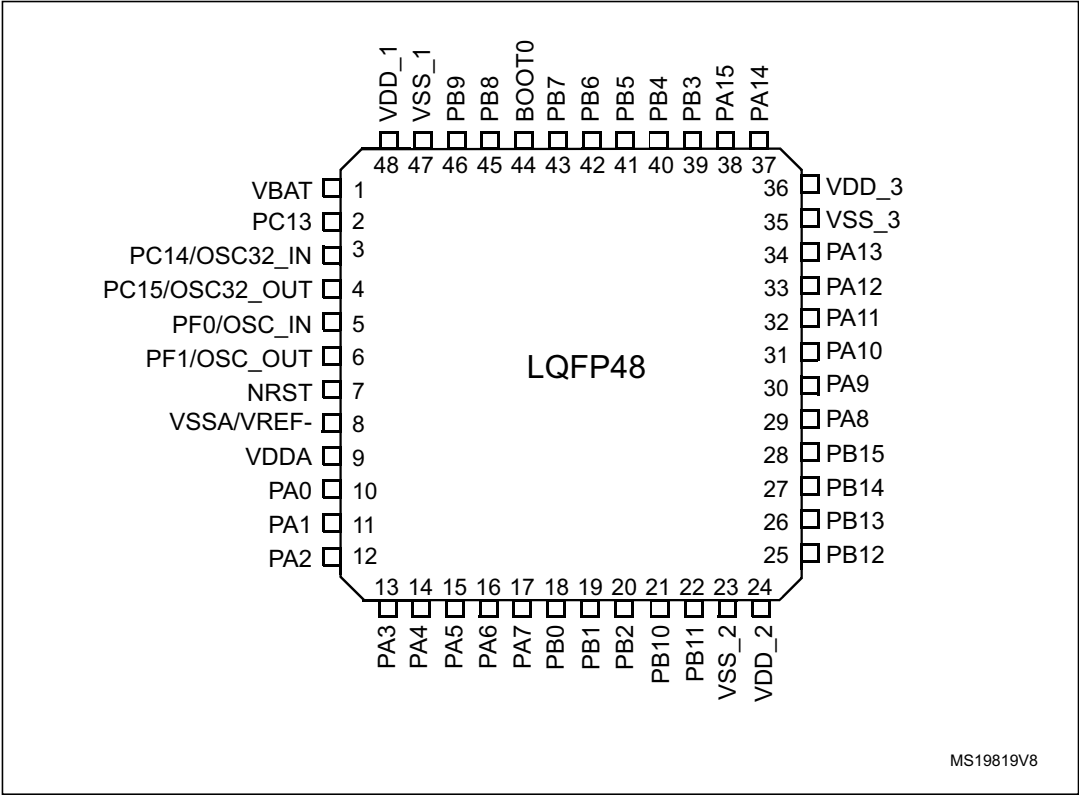 VDD_1 VSS_1 PB9 PB8 BOOT0 PB7 PB6 PB5 PB4 PB3 PA15 PA14
48 47 46 45 44 43 42 41 40 39 38 37
VBAT 1
PC13 2
PC14/OSC32_IN 3
PC15/OSC32_OUT 4
PF0/OSC_IN 5
PF1/OSC_OUT 6
NRST 7
VSSA/VREF- 8
VDDA 9
PA0 10
PA1 11
PA2 12
LQFP48
36 VDD_3
35 VSS_3
34 PA13
33 PA12
32 PA11
31 PA10
30 PA9
29 PA8
28 PB15
27 PB14
26 PB13
25 PB12
13 14 15 16 17 18 19 20 21 22 23 24
PA3 PA4 PA5 PA6 PA7 PB0 PB1 PB2 PB10 PB11 VSS_2 VDD_2
MS19819V8